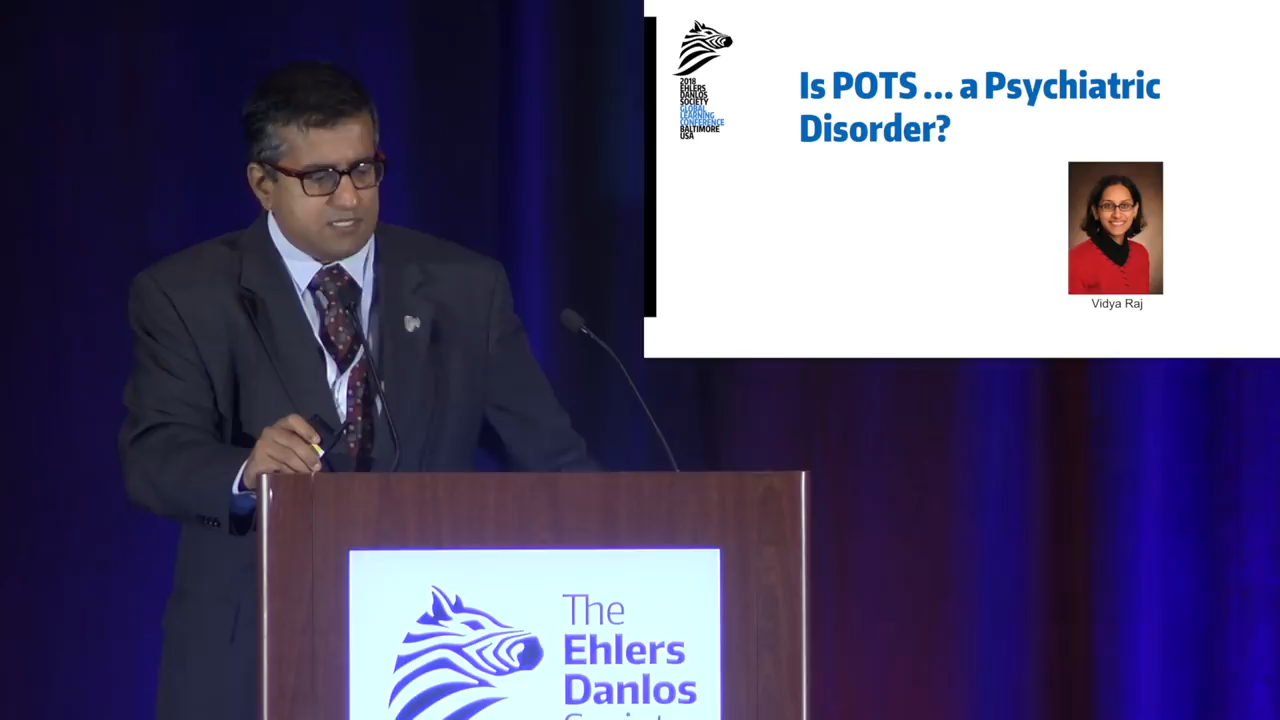 2018
EHLERS
DANLOS
SOCIETY
GLOBAL
LEARNING
CONFERENCE
BALTIMORE
USA
Is POTS ... a Psychiatric
Disorder?
Vidya Raj
The
Ehlers
Danlos